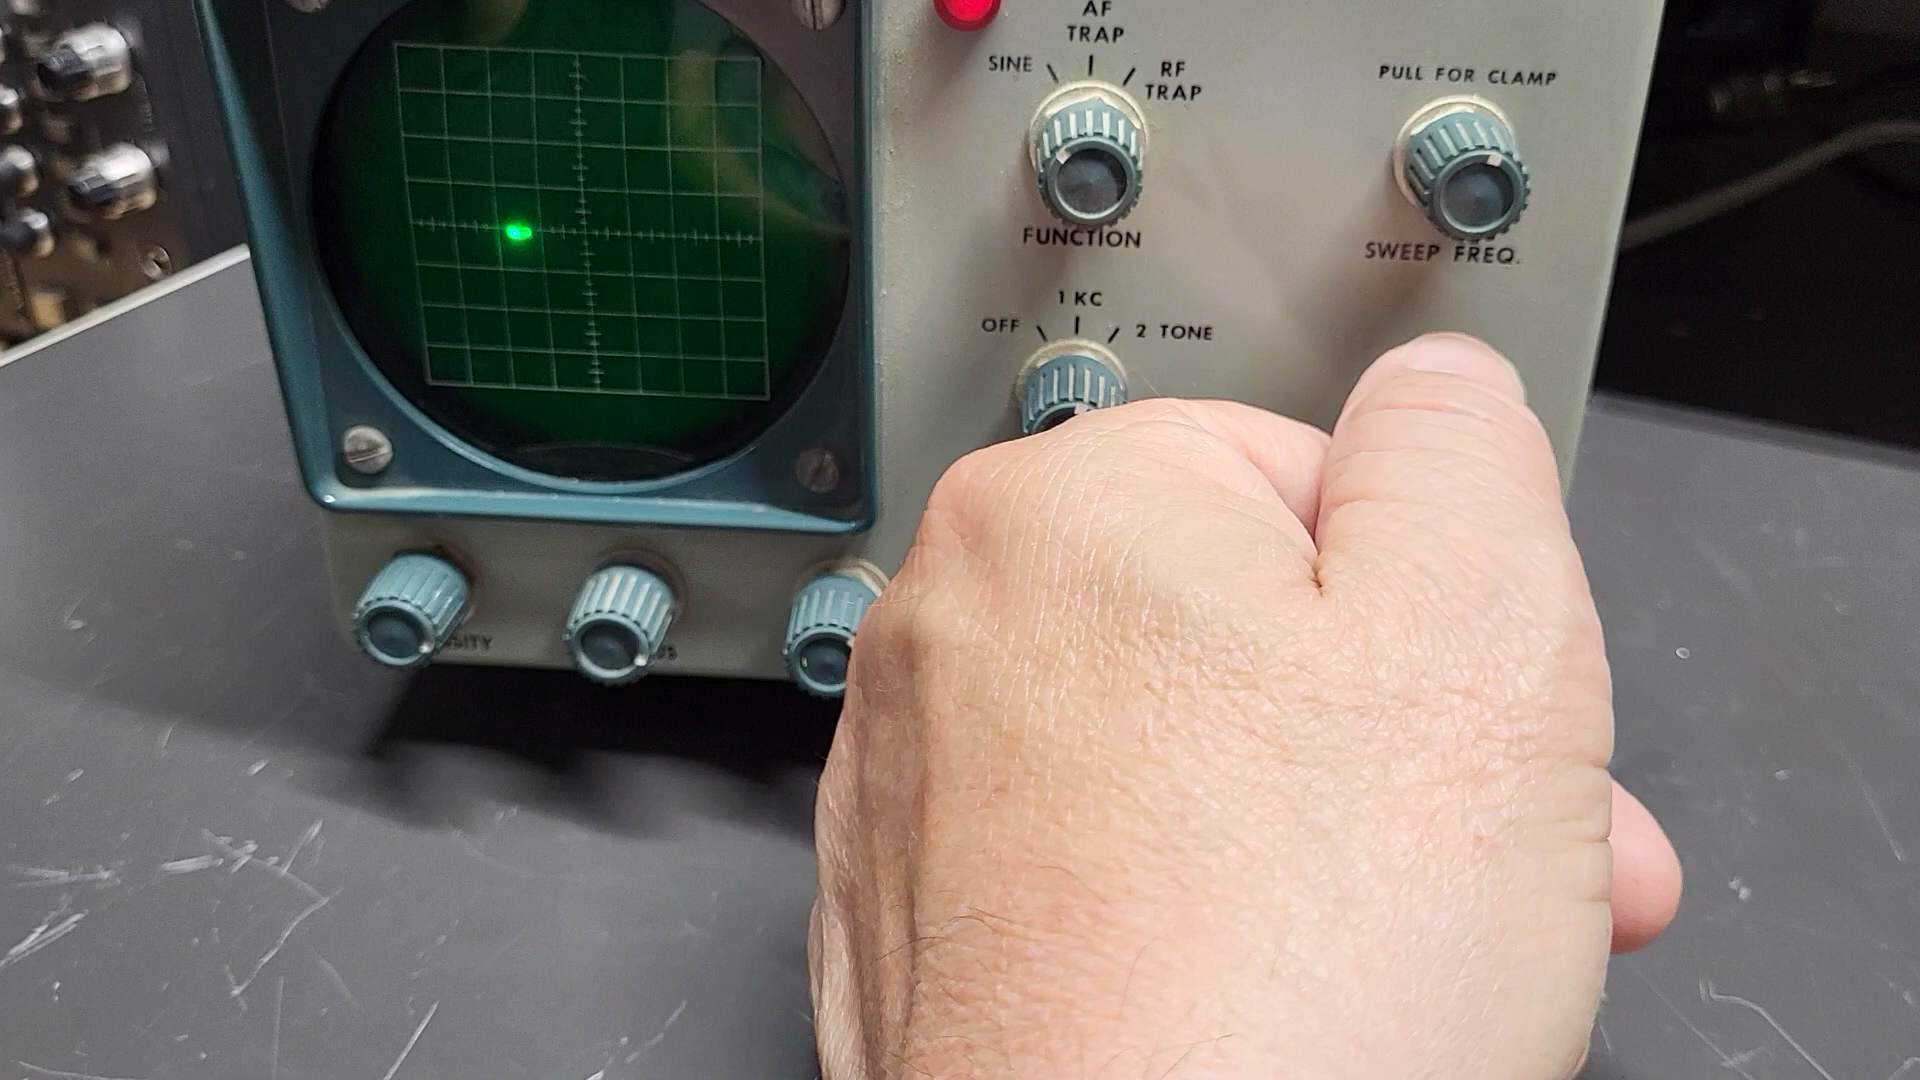 AF
TRAP
SINE
RF
TRAP
PULL FOR CLAMP
FUNCTION
SWEEP FREQ.
1 KC
OFF
2 TONE